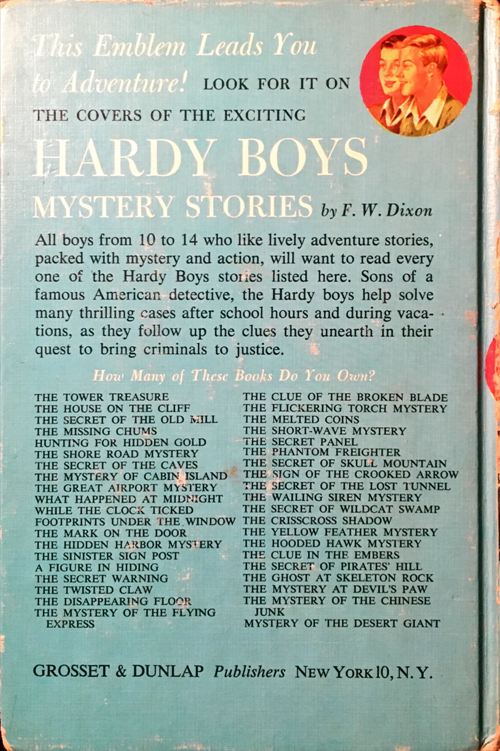 This Emblem Leads You
to Adventure! LOOK FOR IT ON
THE COVERS OF THE EXCITING
HARDY BOYS
MYSTERY STORIES by F. W. Dixon
All boys from 10 to 14 who like lively adventure stories,
packed with mystery and action, will want to read every
one of the Hardy Boys stories listed here. Sons of a
famous American detective, the Hardy boys help solve
many thrilling cases after school hours and during vaca-
tions, as they follow up the clues they unearth in their
quest to bring criminals to justice.
How Many of These Books Do You Own?
THE TOWER TREASURE
THE HOUSE ON THE CLIFF
THE SECRET OF THE OLD MILL
THE MISSING CHUMS
HUNTING FOR HIDDEN GOLD
THE SHORE ROAD MYSTERY
THE SECRET OF THE CAVES
THE MYSTERY OF CABIN ISLAND
THE GREAT AIRPORT MYSTERY
WHAT HAPPENED AT MIDNIGHT
WHILE THE CLOCK TICKED
FOOTPRINTS UNDER THE WINDOW
THE MARK ON THE DOOR
THE HIDDEN HARBOR MYSTERY
THE SINISTER SIGN POST
A FIGURE IN HIDING
THE SECRET WARNING
THE TWISTED CLAW
THE DISAPPEARING FLOOR
THE MYSTERY OF THE FLYING
EXPRESS
THE CLUE OF THE BROKEN BLADE
THE FLICKERING TORCH MYSTERY
THE MELTED COINS
THE SHORT-WAVE MYSTERY
THE SECRET PANEL
THE PHANTOM FREIGHTER
THE SECRET OF SKULL MOUNTAIN
THE SIGN OF THE CROOKED ARROW
THE SECRET OF THE LOST TUNNEL
THE WAILING SIREN MYSTERY
THE SECRET OF WILDCAT SWAMP
THE CRISSCROSS SHADOW
THE YELLOW FEATHER MYSTERY
THE HOODED HAWK MYSTERY
THE CLUE IN THE EMBERS
THE SECRET OF PIRATES' HILL
THE GHOST AT SKELETON ROCK
THE MYSTERY AT DEVIL'S PAW
THE MYSTERY OF THE CHINESE
JUNK
MYSTERY OF THE DESERT GIANT
GROSSET & DUNLAP Publishers NEW YORK 10, N. Y.